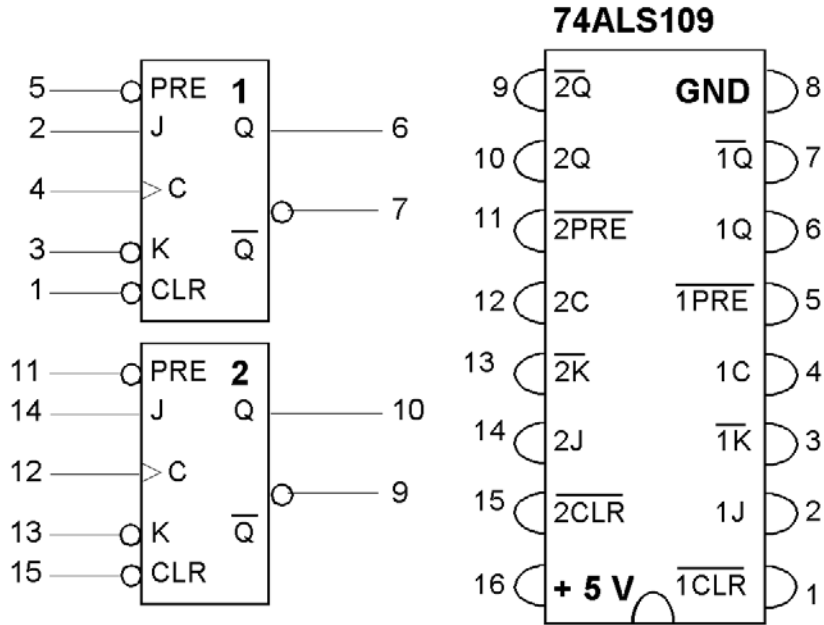 74ALS109
5 PRE 1
2 J Q 6
4 C
7
3 K Q̅
1 CLR
11 PRE 2
14 J Q 10
12 C
9
13 K Q̅
15 CLR
9 2Q̅ GND 8
10 2Q 1Q̅ 7
11 2PRE 1Q 6
12 2C 1PRE 5
13 2K 1C 4
14 2J 1K 3
15 2CLR 1J 2
16 + 5 V 1CLR 1